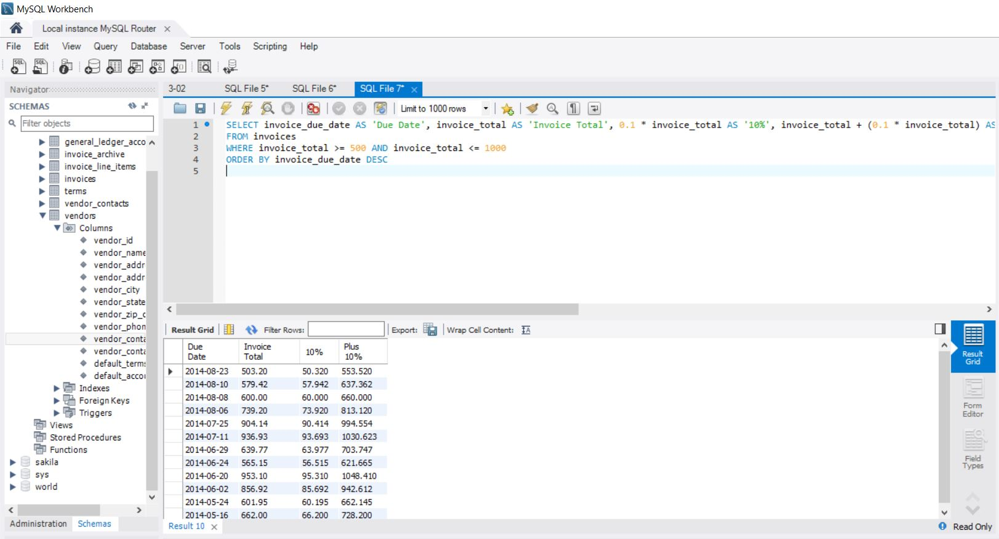 MySQL Workbench
Local instance MySQL Router
File Edit View Query Database Server Tools Scripting Help
Navigator
SCHEMAS
Filter objects
general_ledger_acco
invoice_archive
invoice_line_items
invoices
terms
vendor_contacts
vendors
Columns
vendor_id
vendor_name
vendor_addr
vendor_addr
vendor_city
vendor_state
vendor_zip_c
vendor_phon
vendor_conta
vendor_conta
default_terms
default_accou
Indexes
Foreign Keys
Triggers
Views
Stored Procedures
Functions
sakila
sys
world
Administration Schemas
3-02 SQL File 5* SQL File 6* SQL File 7*
Limit to 1000 rows
1 SELECT invoice_due_date AS 'Due Date', invoice_total AS 'Invoice Total', 0.1 * invoice_total AS '10%', invoice_total + (0.1 * invoice_total) AS
2 FROM invoices
3 WHERE invoice_total >= 500 AND invoice_total <= 1000
4 ORDER BY invoice_due_date DESC
5
Result Grid Filter Rows: Export: Wrap Cell Content:
Due Date Invoice Total 10% Plus 10%
2014-08-23 503.20 50.320 553.520
2014-08-10 579.42 57.942 637.362
2014-08-08 600.00 60.000 660.000
2014-08-06 739.20 73.920 813.120
2014-07-25 904.14 90.414 994.554
2014-07-11 936.93 93.693 1030.623
2014-06-29 639.77 63.977 703.747
2014-06-24 565.15 56.515 621.665
2014-06-20 953.10 95.310 1048.410
2014-06-02 856.92 85.692 942.612
2014-05-24 601.95 60.195 662.145
2014-05-16 662.00 66.200 728.200
Result 10
Result
Grid
Form
Editor
Field
Types
Read Only